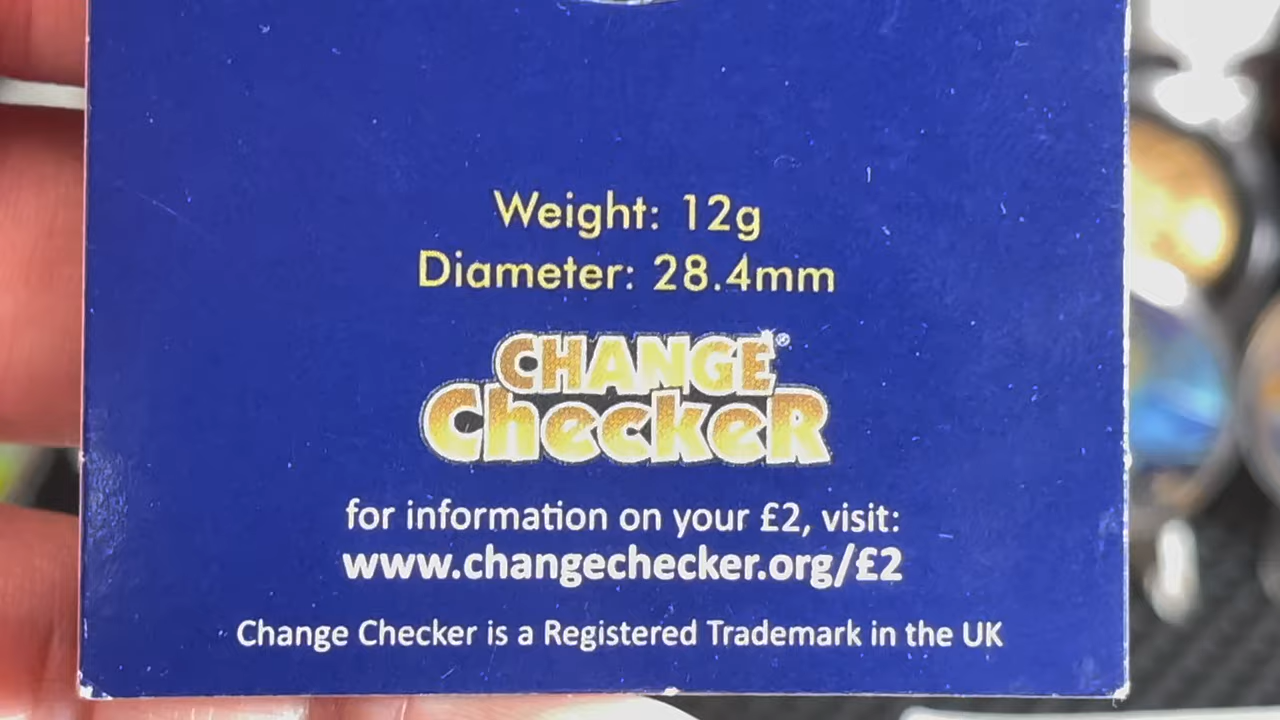 Weight: 12g
Diameter: 28.4mm
CHANGE®
CheckeR
for information on your £2, visit:
www.changechecker.org/£2
Change Checker is a Registered Trademark in the UK